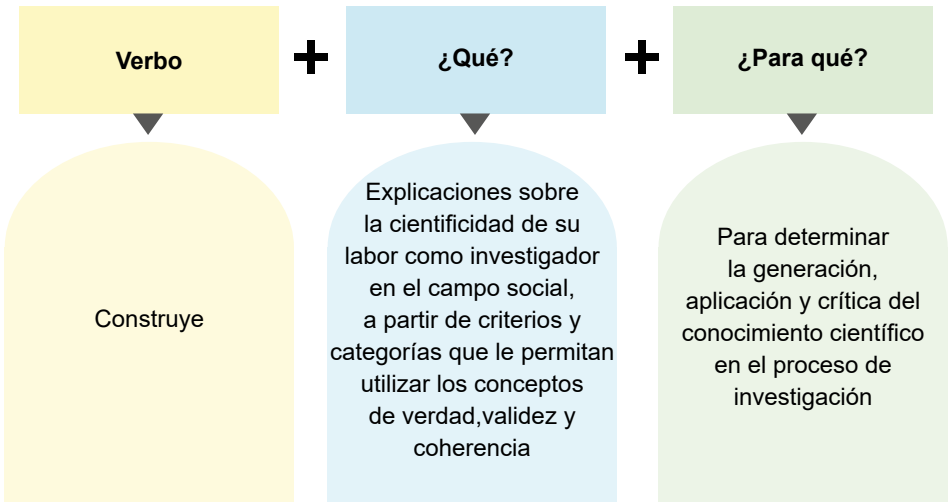 Verbo
+
¿Qué?
+
¿Para qué?
Construye
Explicaciones sobre
la cientificidad de su
labor como investigador
en el campo social,
a partir de criterios y
categorías que le permitan
utilizar los conceptos
de verdad,validez y
coherencia
Para determinar
la generación,
aplicación y crítica del
conocimiento científico
en el proceso de
investigación